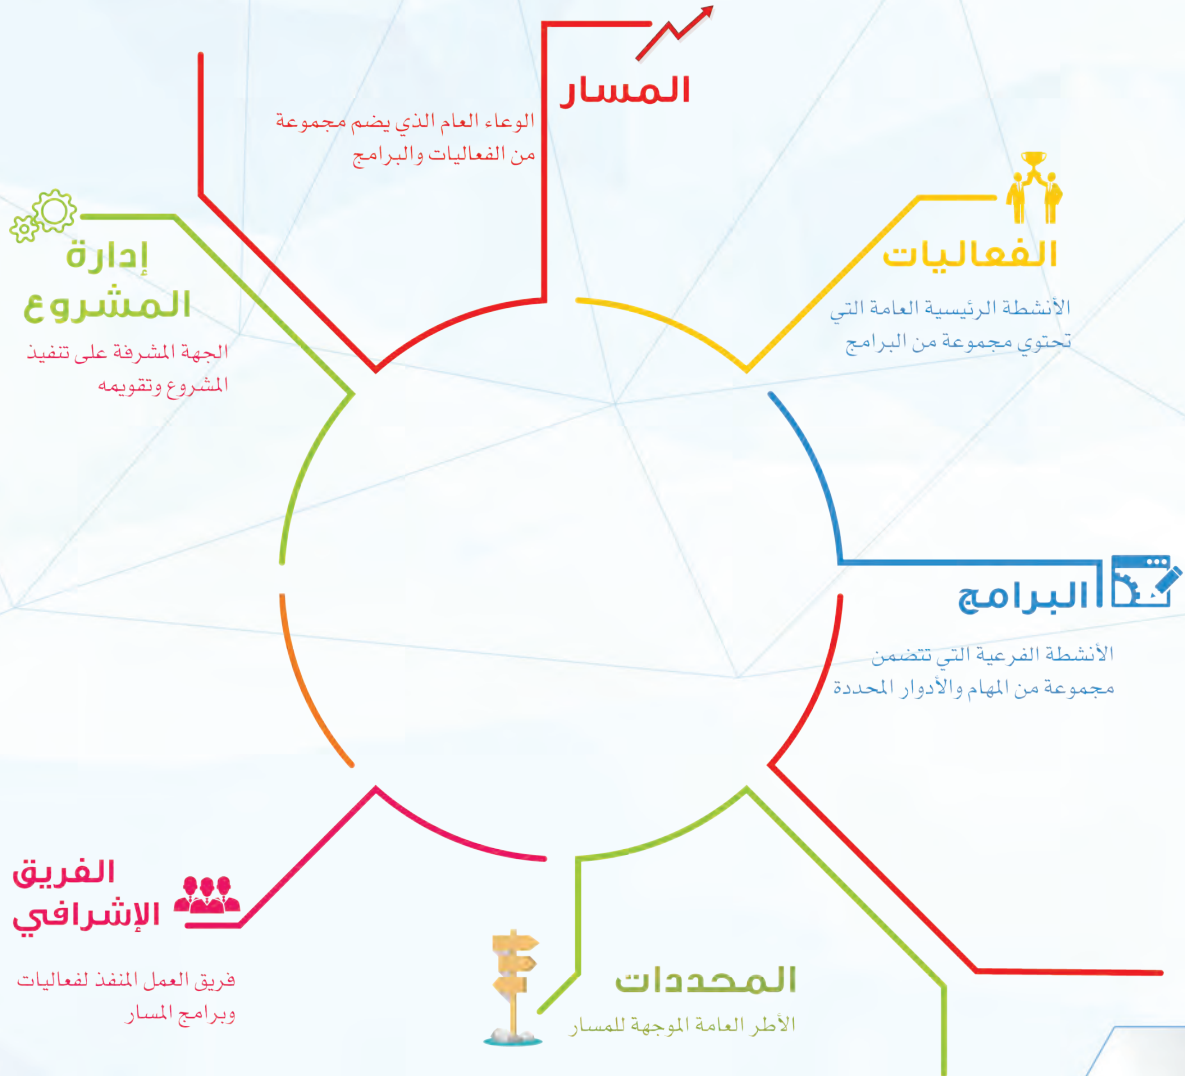 المسار
الوعاء العام الذي يضم مجموعة
من الفعاليات والبرامج
الفعاليات
الأنشطة الرئيسية العامة التي
تحتوي مجموعة من البرامج
البرامج
الأنشطة الفرعية التي تتضمن
مجموعة من المهام والأدوار المحددة
المحددات
الأطر العامة الموجهة للمسار
الفريق
الإشرافي
فريق العمل المنفذ لفعاليات
وبرامج المسار
إدارة
المشروع
الجهة المشرفة على تنفيذ
المشروع وتقويمه